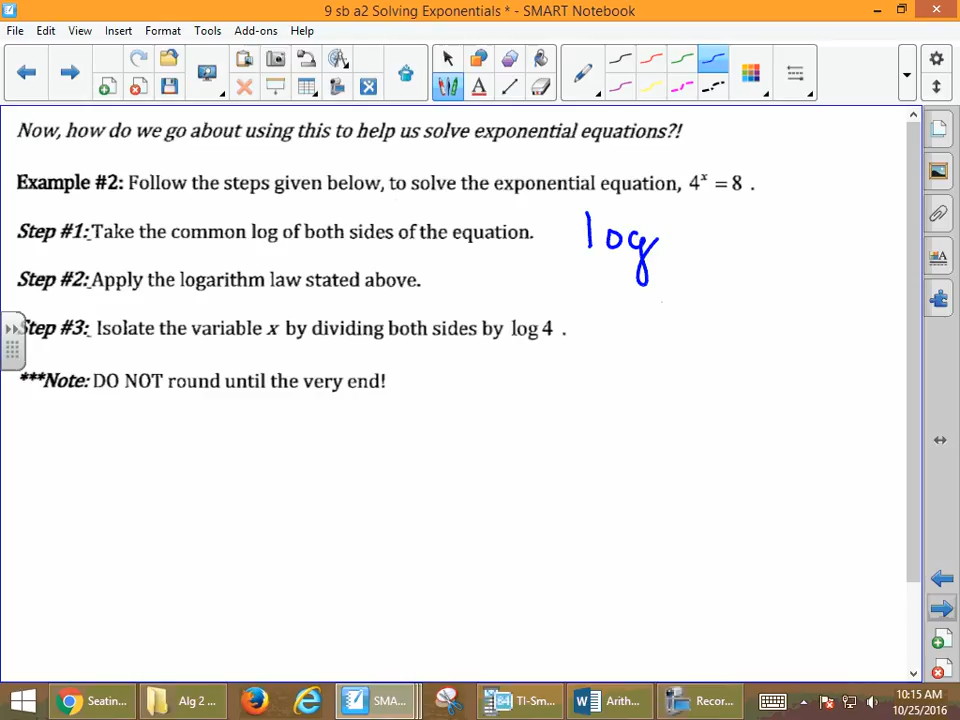 9 sb a2 Solving Exponentials * - SMART Notebook
File Edit View Insert Format Tools Add-ons Help
Now, how do we go about using this to help us solve exponential equations?!
Example #2: Follow the steps given below, to solve the exponential equation, 4ˣ = 8 .
Step #1: Take the common log of both sides of the equation.
log
Step #2: Apply the logarithm law stated above.
Step #3: Isolate the variable x by dividing both sides by log 4 .
***Note: DO NOT round until the very end!
Seatin... Alg 2 ... SMA... TI-Sm... Arith... Recor... 10:15 AM
10/25/2016